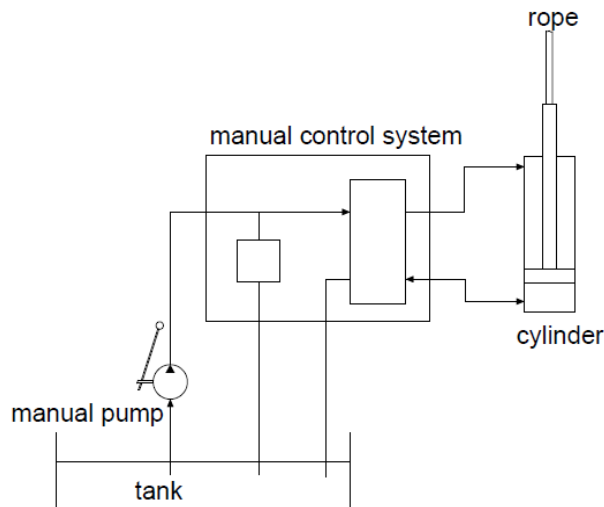 rope
manual control system
cylinder
manual pump
tank